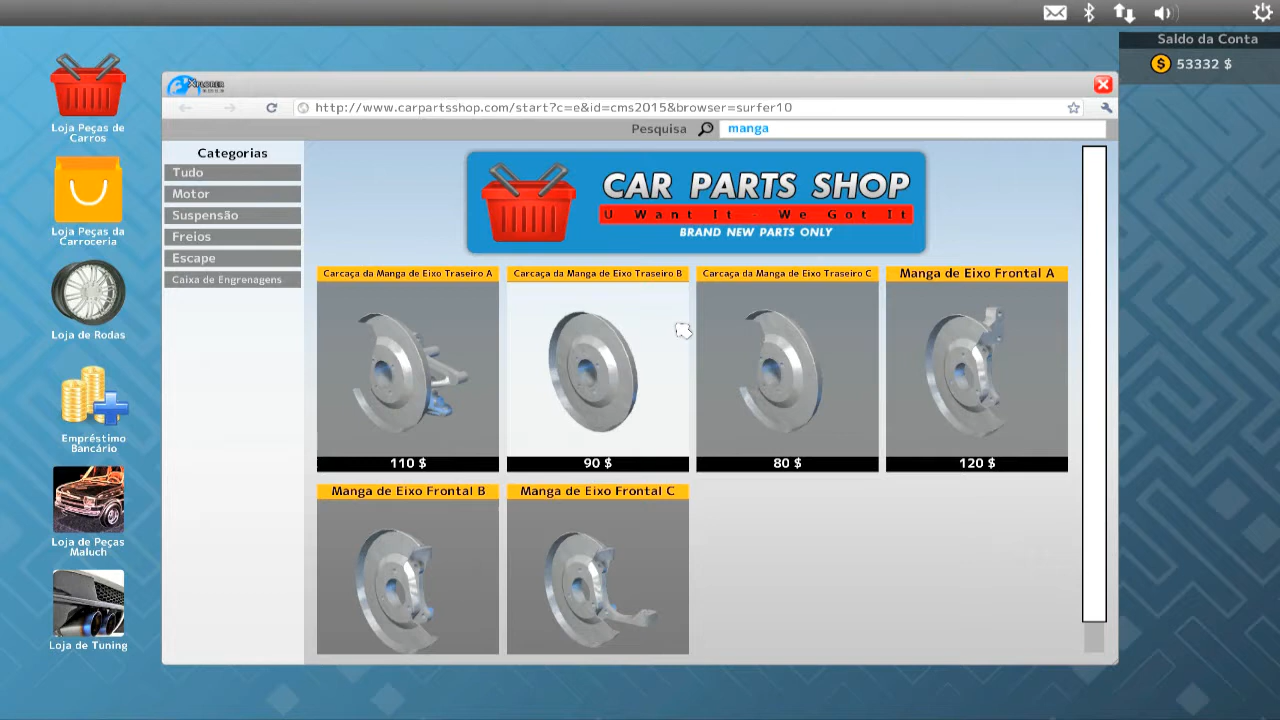 Saldo da Conta
53332 $
Loja Peças de
Carros
Loja Peças da
Carroceria
Loja de Rodas
Empréstimo
Bancário
Loja de Peças
Maluch
Loja de Tuning
http://www.carpartsshop.com/start?c=e&id=cms2015&browser=surfer10
Pesquisa
manga
Categorias
Tudo
Motor
Suspensão
Freios
Escape
Caixa de Engrenagens
CAR PARTS SHOP
U Want It - We Got It
BRAND NEW PARTS ONLY
Carcaça da Manga de Eixo Traseiro A
110 $
Carcaça da Manga de Eixo Traseiro B
90 $
Carcaça da Manga de Eixo Traseiro C
80 $
Manga de Eixo Frontal A
120 $
Manga de Eixo Frontal B
Manga de Eixo Frontal C